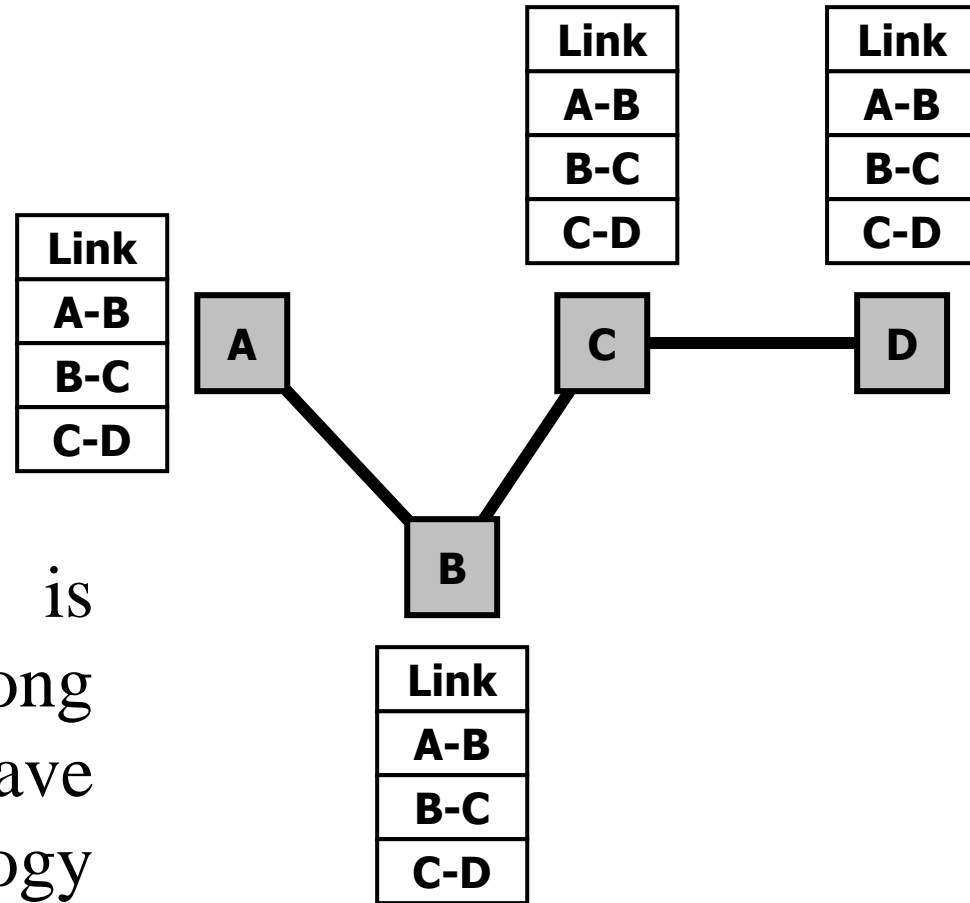 Link
A-B
B-C
C-D
Link
A-B
B-C
C-D
Link
A-B
B-C
C-D
A
C
D
B
is
ong
ave
ogy
Link
A-B
B-C
C-D